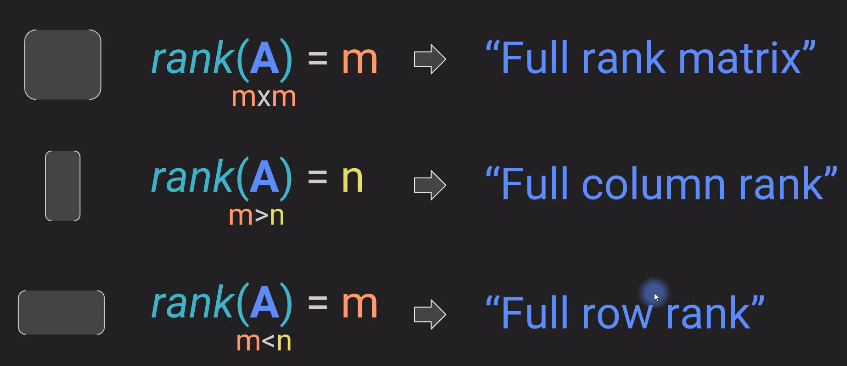 rank(A) = m ⇨ “Full rank matrix”
mxm
rank(A) = n ⇨ “Full column rank”
m>n
rank(A) = m ⇨ “Full row rank”
m<n